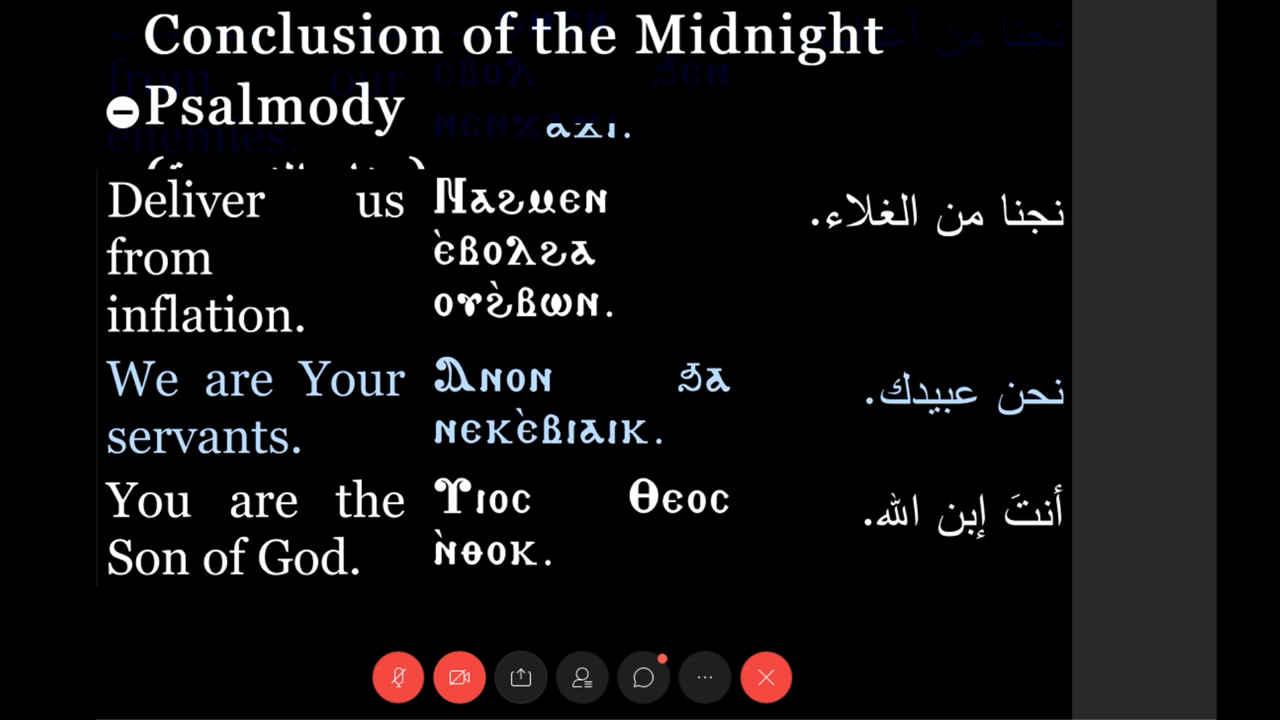 Conclusion of the Midnight
Psalmody
Deliver us
from
inflation.
Ⲛⲁϩⲙⲉⲛ
ⲉ̀ⲃⲟⲗϩⲁ
ⲟⲩϩ̀ⲃⲱⲛ.
نجنا من الغلاء.
We are Your
servants.
Ⲁⲛⲟⲛ ϧⲁ
ⲛⲉⲕⲉ̀ⲃⲓⲁⲓⲕ.
نحن عبيدك.
You are the
Son of God.
Ⲩⲓⲟⲥ Ⲑⲉⲟⲥ
ⲛ̀ⲑⲟⲕ.
أنتَ إبن الله.